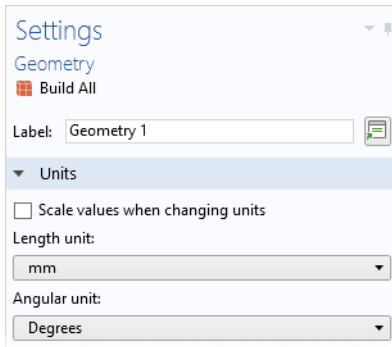 Settings
Geometry
Build All
Label: Geometry 1
Units
Scale values when changing units
Length unit:
mm
Angular unit:
Degrees